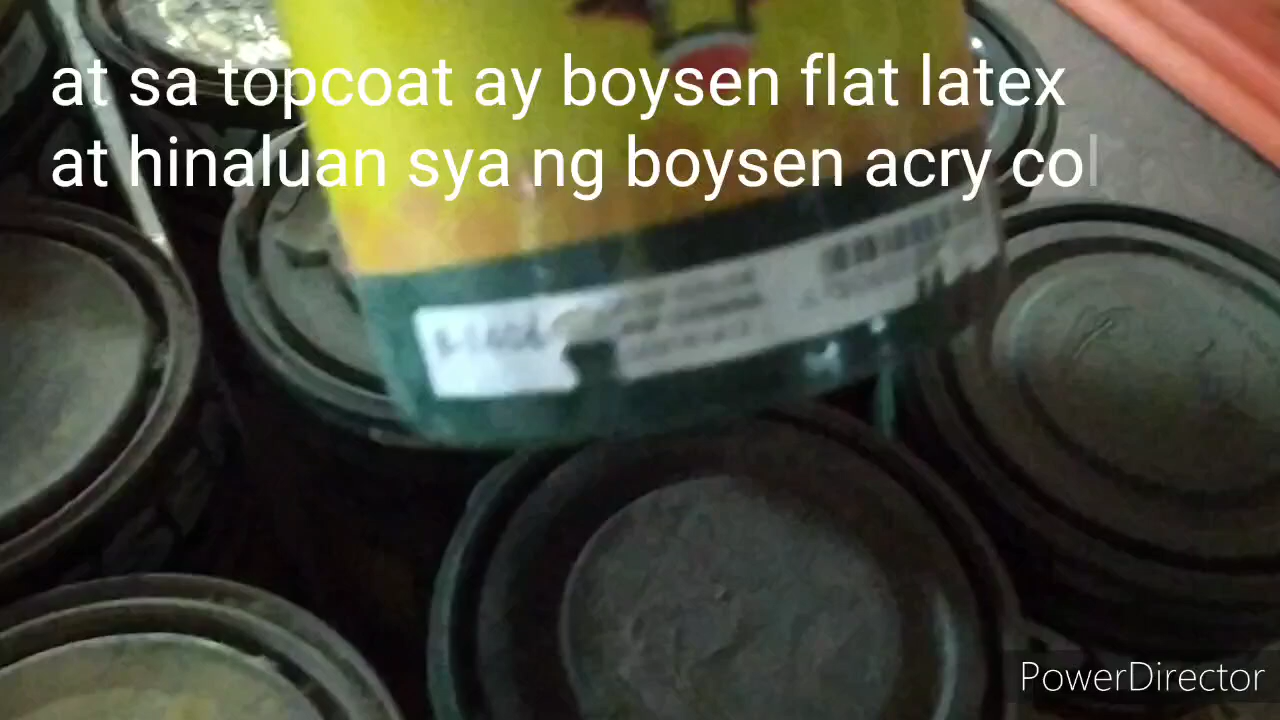 at sa topcoat ay boysen flat latex
at hinaluan sya ng boysen acry col
PowerDirector